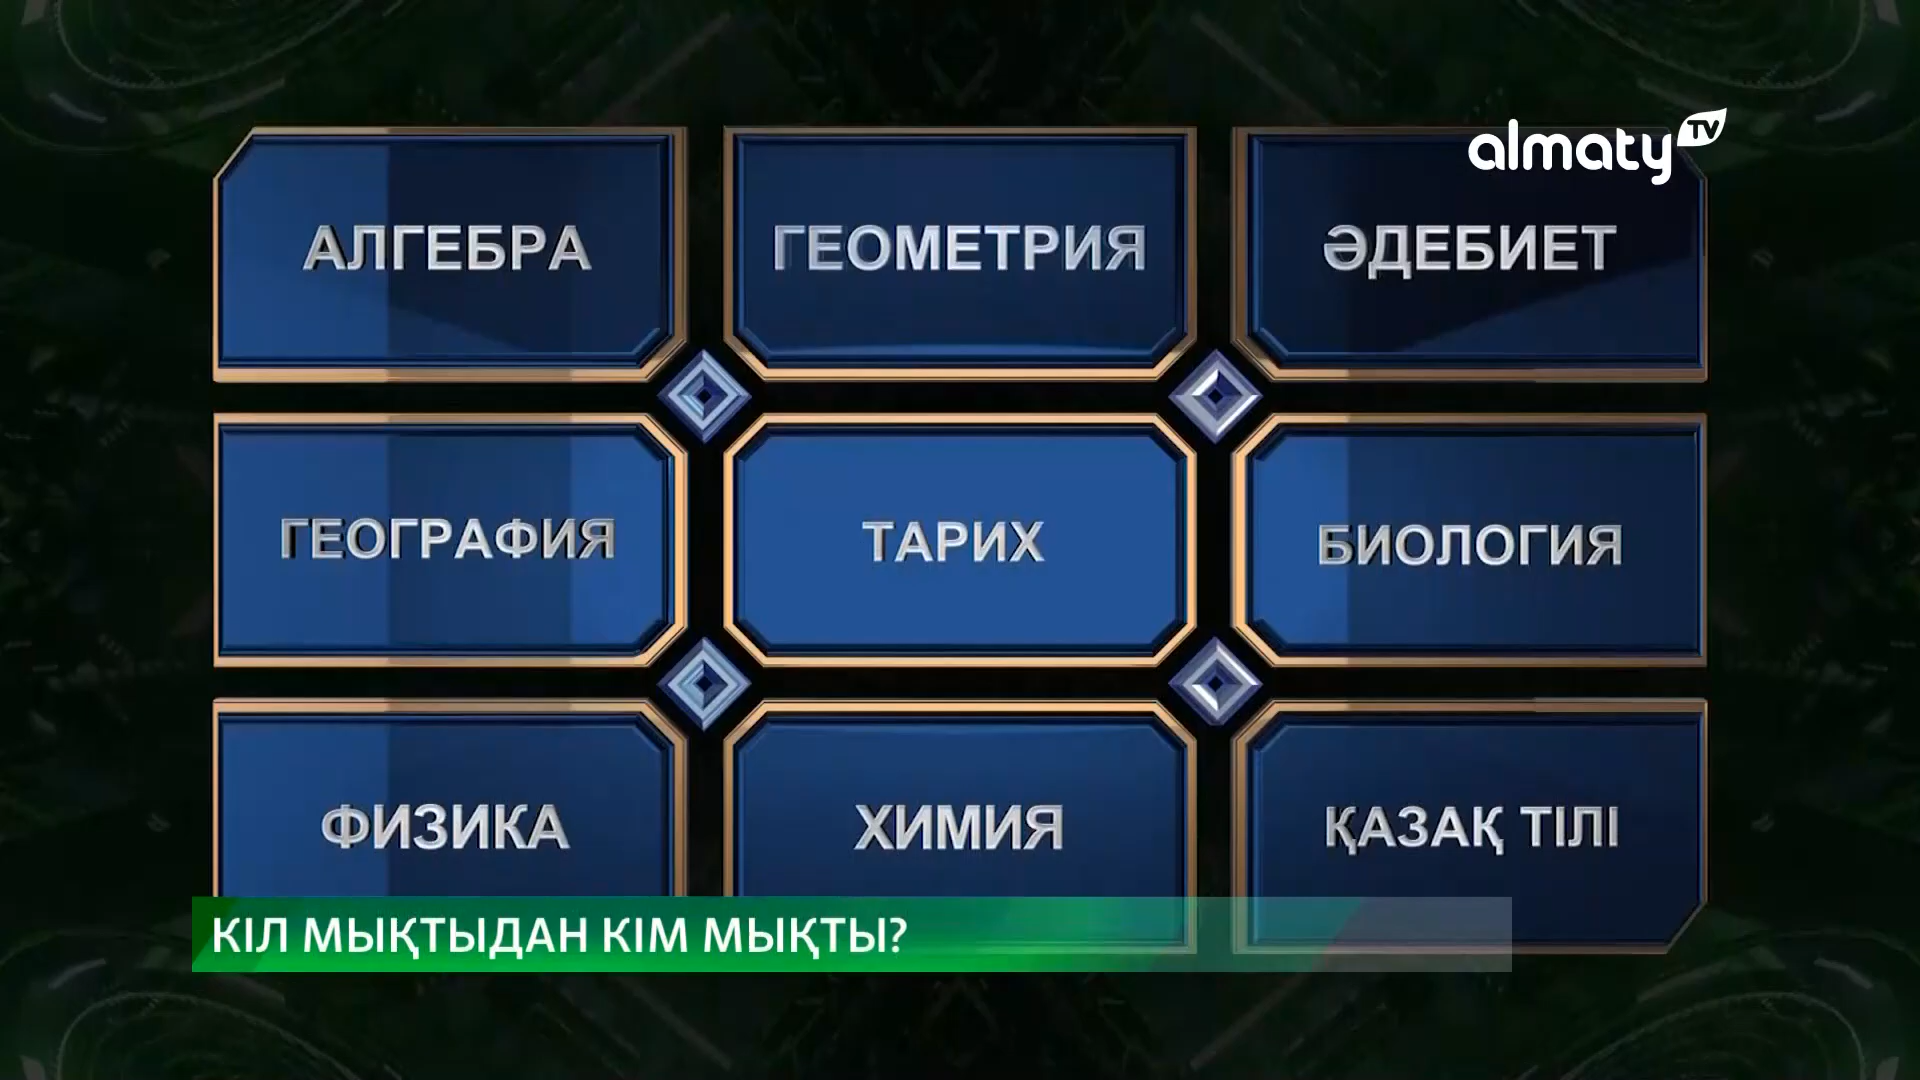 almaty TV
АЛГЕБРА
ГЕОМЕТРИЯ
ӘДЕБИЕТ
ГЕОГРАФИЯ
ТАРИХ
БИОЛОГИЯ
ФИЗИКА
ХИМИЯ
ҚАЗАҚ ТІЛІ
КІЛ МЫҚТЫДАН КІМ МЫҚТЫ?